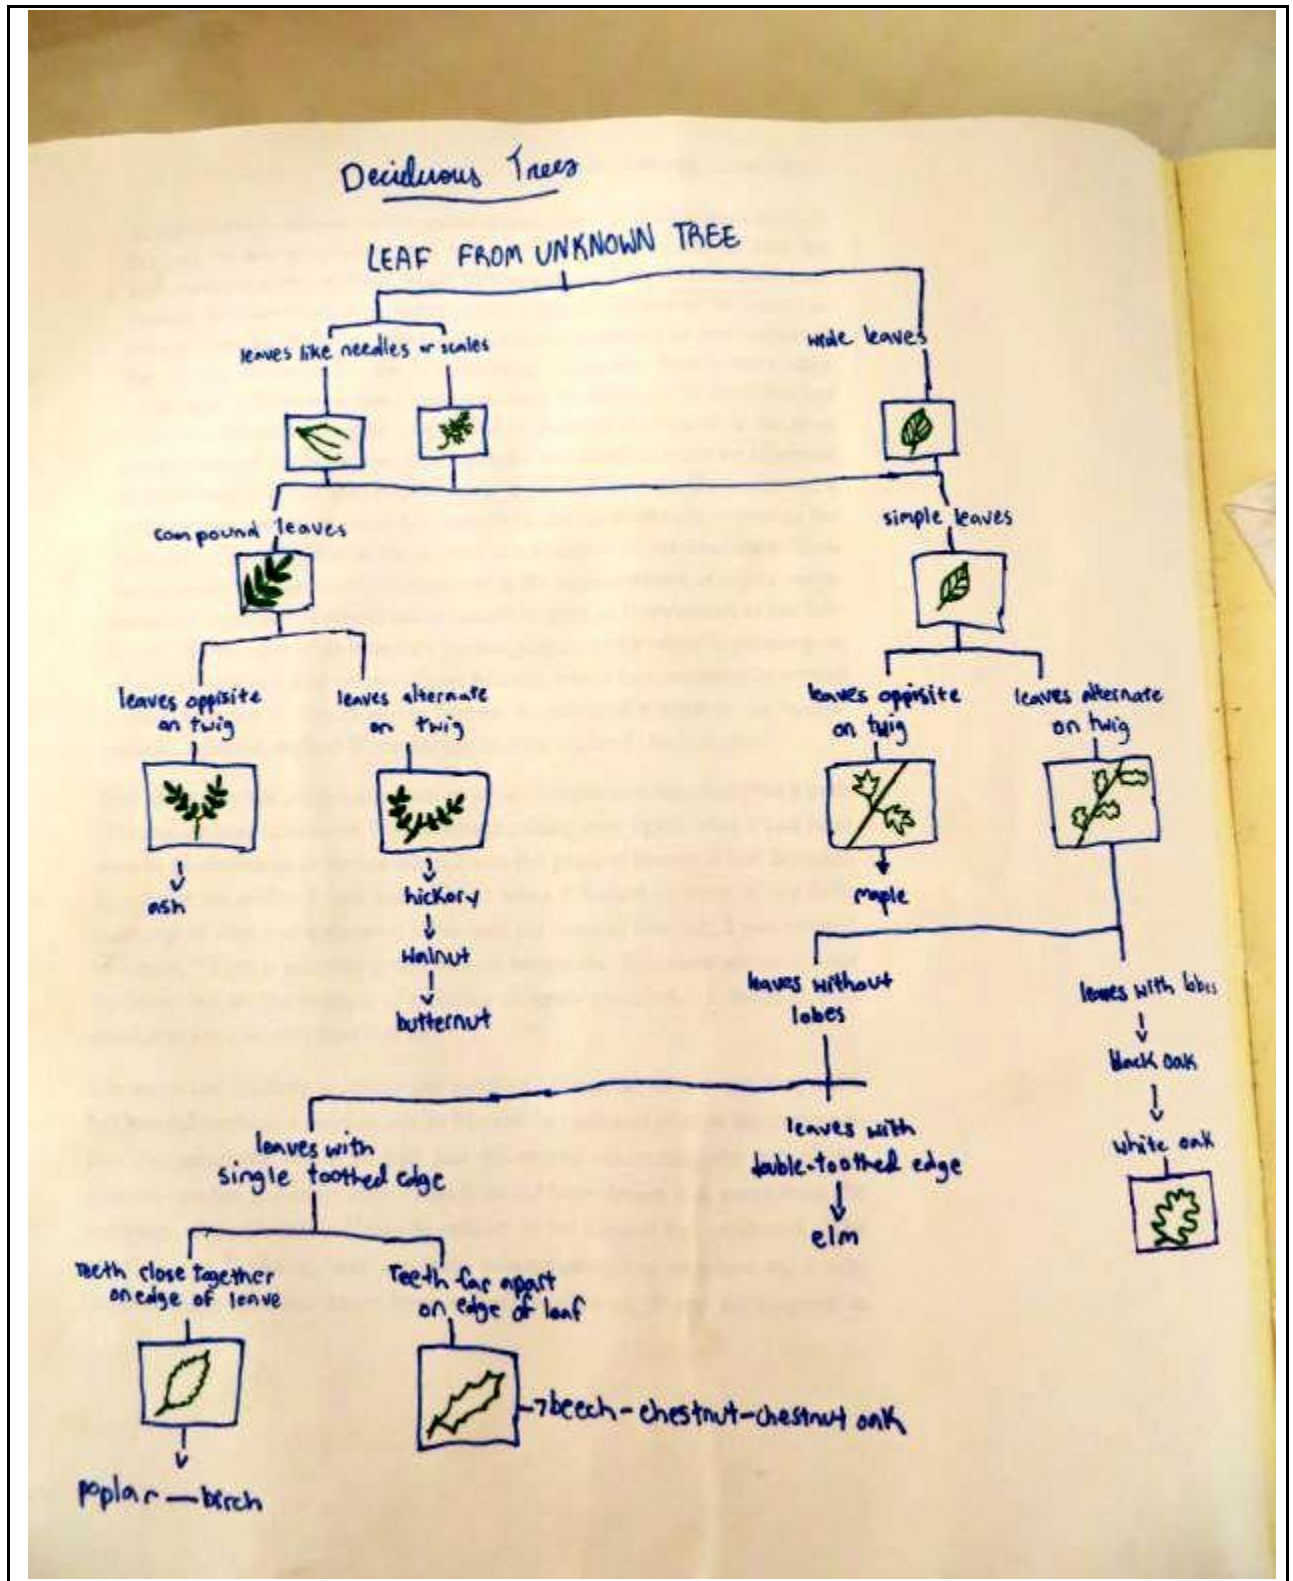 Deciduous Trees
LEAF FROM UNKNOWN TREE
leaves like needles or scales
wide leaves
compound leaves
simple leaves
leaves oppisite
on twig
leaves alternate
on twig
leaves oppisite
on twig
leaves alternate
on twig
ash
hickory
walnut
butternut
maple
leaves without
lobes
leaves with lobes
black oak
white oak
leaves with
single toothed edge
leaves with
double-toothed edge
elm
Teeth close together
on edge of leave
Teeth far apart
on edge of leaf
beech-chestnut-chestnut oak
poplar — birch